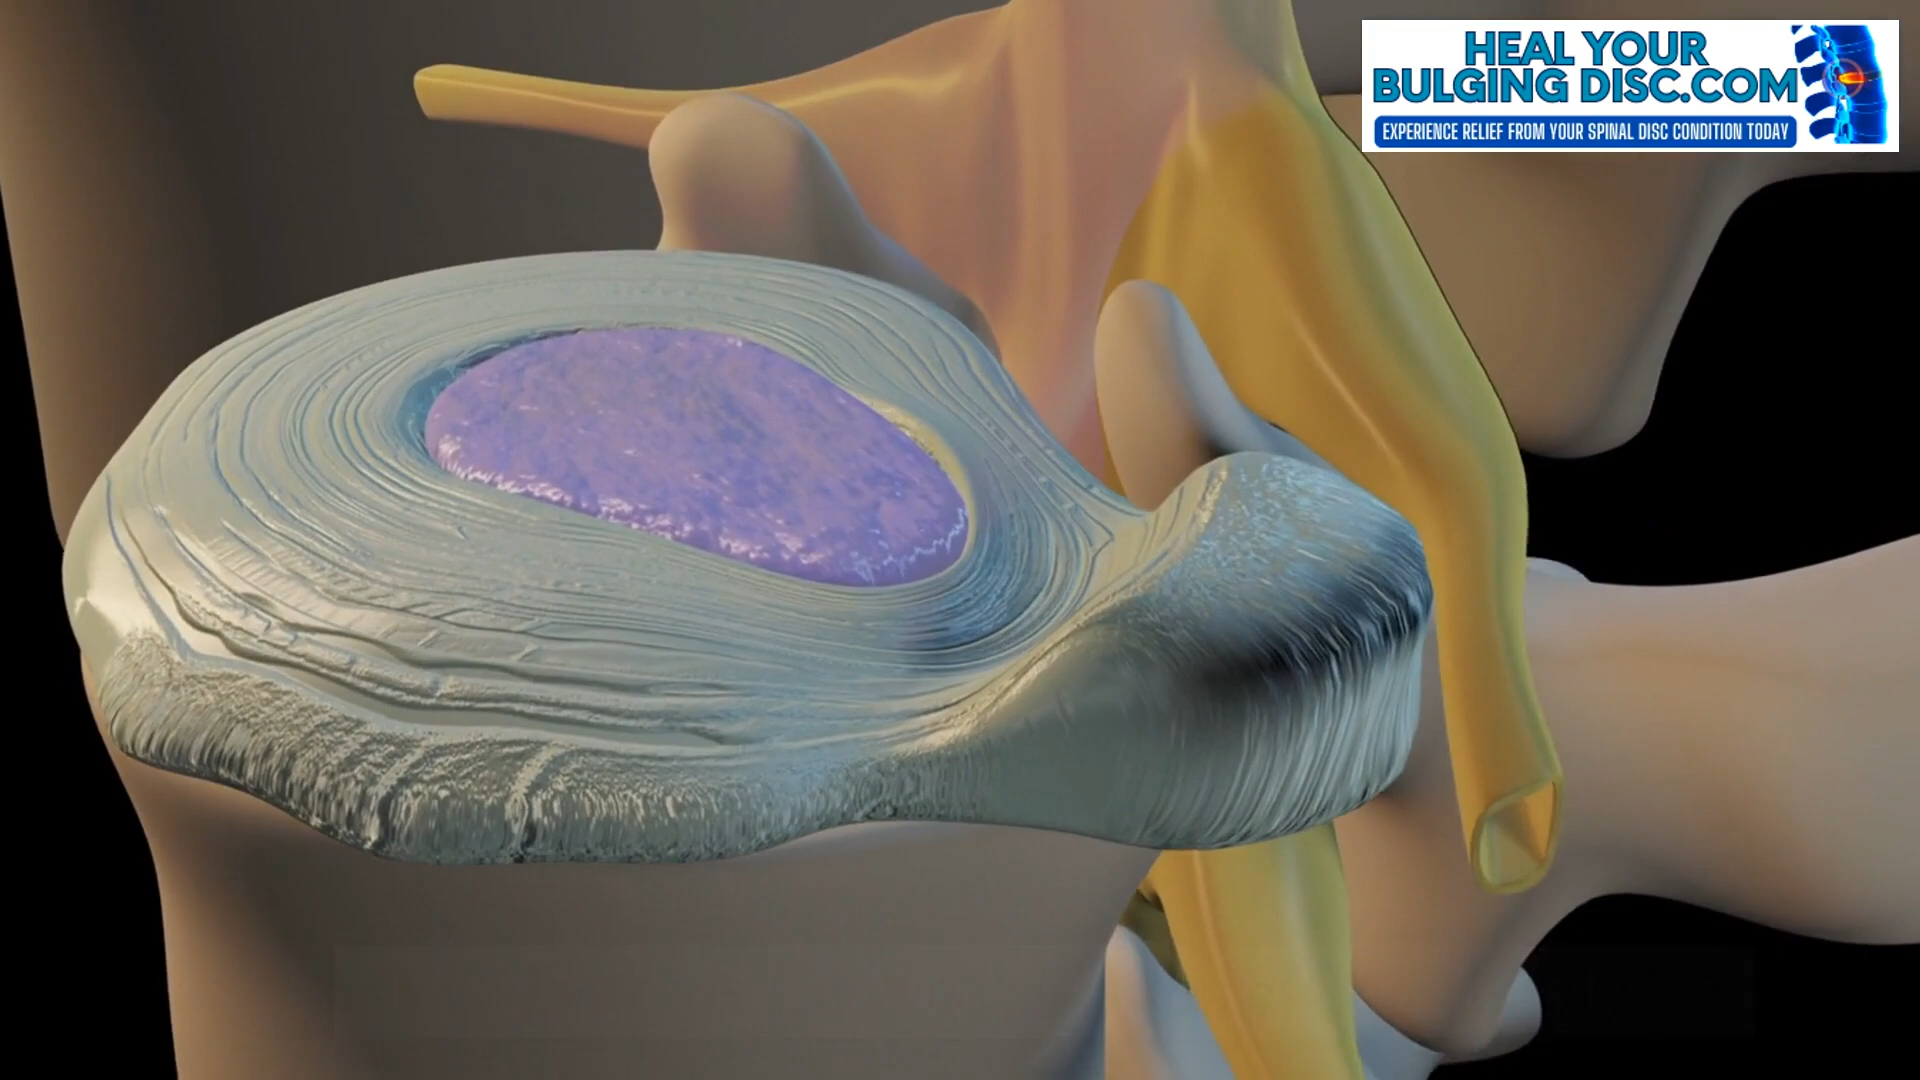 HEAL YOUR
BULGING DISC.COM
EXPERIENCE RELIEF FROM YOUR SPINAL DISC CONDITION TODAY